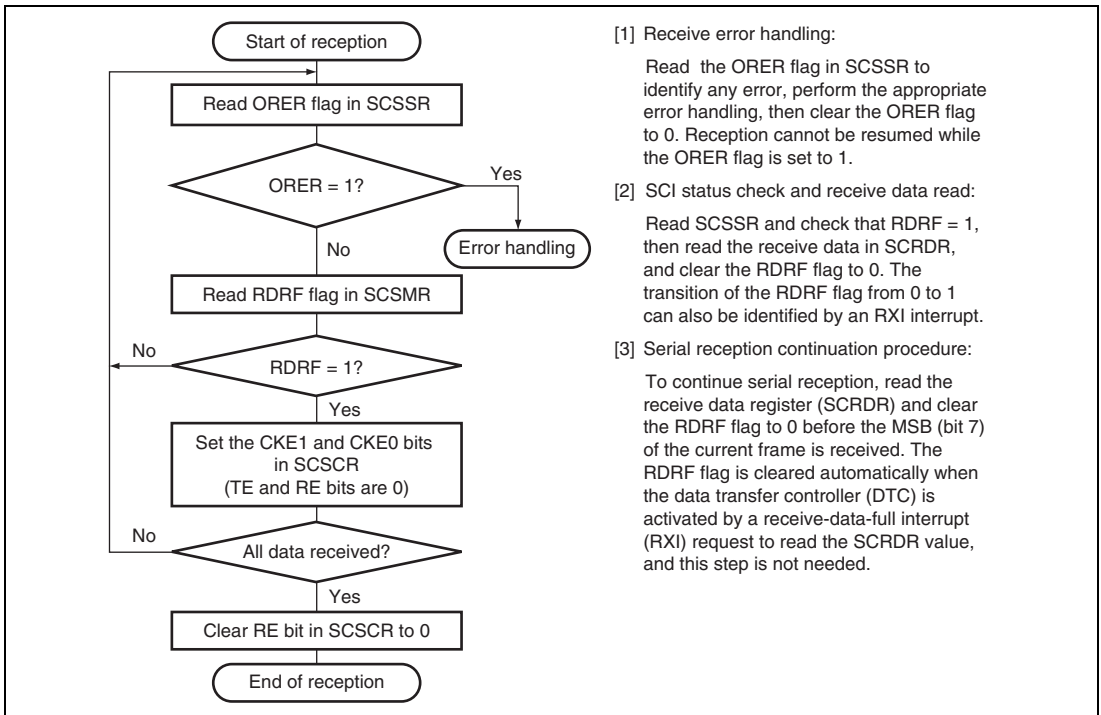 Start of reception
Read ORER flag in SCSSR
ORER = 1?
Yes
Error handling
No
Read RDRF flag in SCSMR
No
RDRF = 1?
Yes
Set the CKE1 and CKE0 bits
in SCSCR
(TE and RE bits are 0)
No
All data received?
Yes
Clear RE bit in SCSCR to 0
End of reception
[1] Receive error handling:
Read the ORER flag in SCSSR to
identify any error, perform the appropriate
error handling, then clear the ORER flag
to 0. Reception cannot be resumed while
the ORER flag is set to 1.
[2] SCI status check and receive data read:
Read SCSSR and check that RDRF = 1,
then read the receive data in SCRDR,
and clear the RDRF flag to 0. The
transition of the RDRF flag from 0 to 1
can also be identified by an RXI interrupt.
[3] Serial reception continuation procedure:
To continue serial reception, read the
receive data register (SCRDR) and clear
the RDRF flag to 0 before the MSB (bit 7)
of the current frame is received. The
RDRF flag is cleared automatically when
the data transfer controller (DTC) is
activated by a receive-data-full interrupt
(RXI) request to read the SCRDR value,
and this step is not needed.